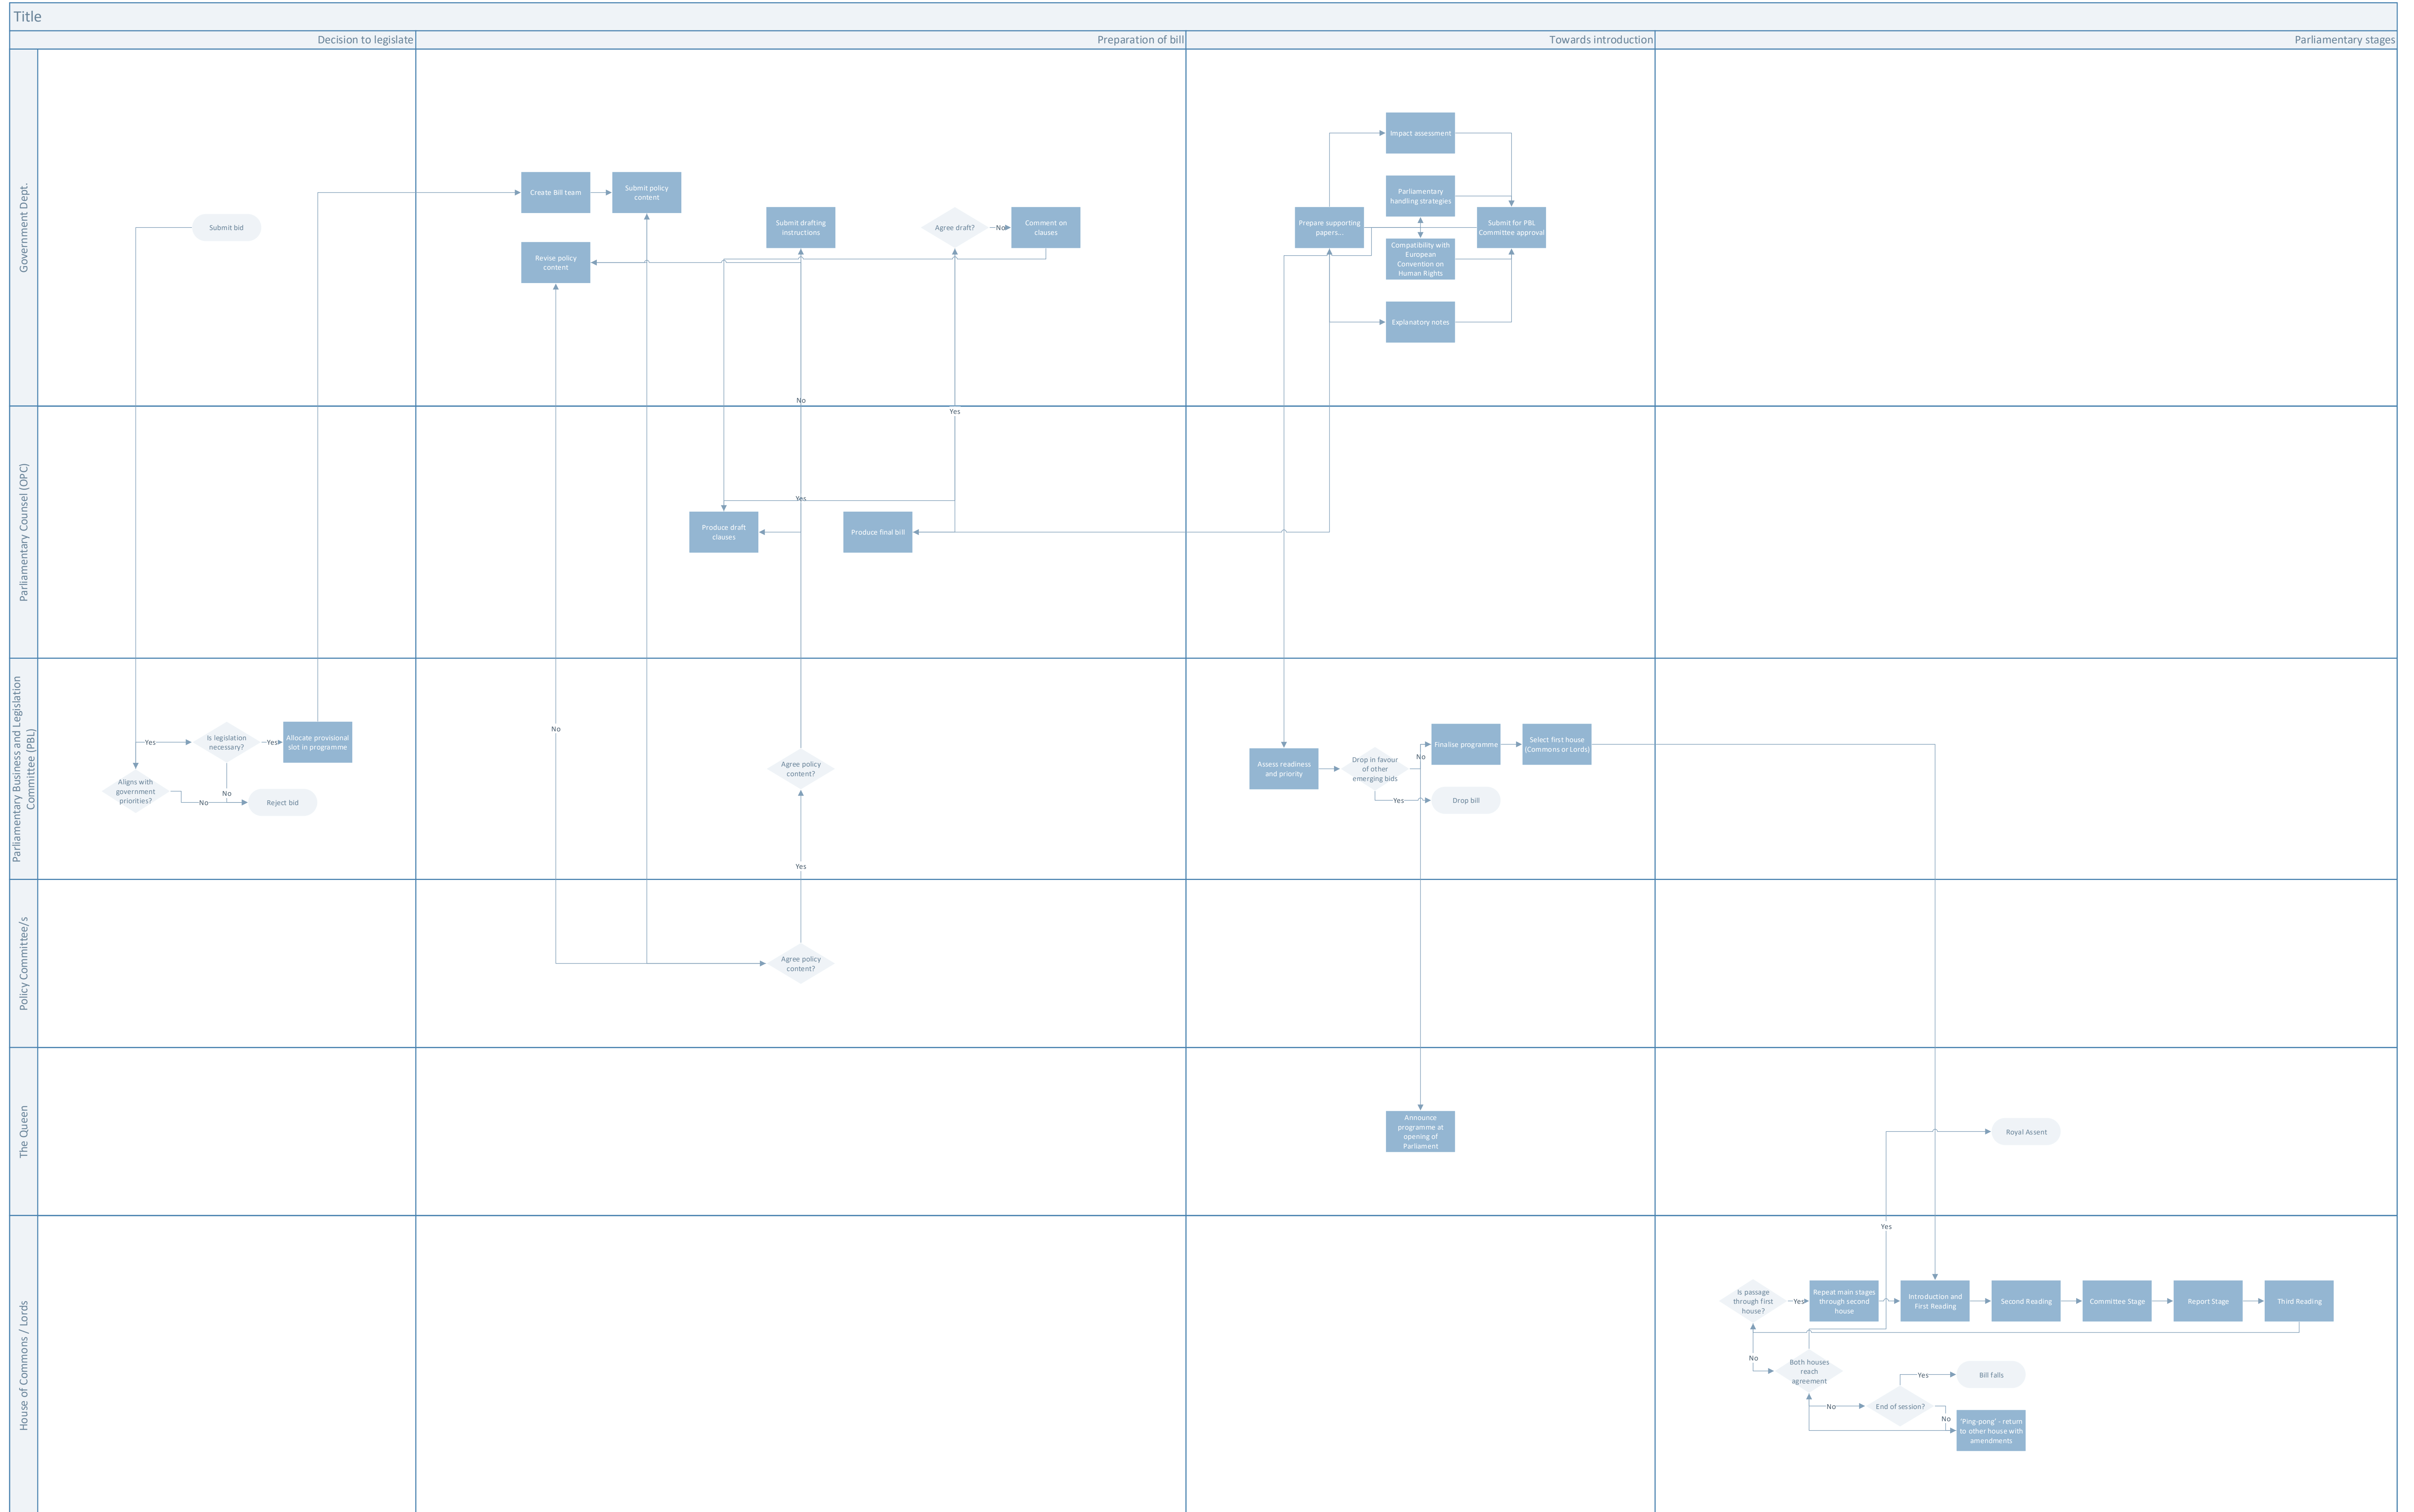 Title
Decision to legislate
Preparation of bill
Towards introduction
Parliamentary stages
Government Dept.
Submit bid
Create Bill team
Submit policy
content
Revise policy
content
Submit drafting
instructions
Agree draft?
No
Comment on
clauses
Impact assessment
Parliamentary
handling strategies
Prepare supporting
papers...
Submit for PBL
Committee approval
Compatibility with
European
Convention on
Human Rights
Explanatory notes
No
Yes
Parliamentary Counsel (OPC)
Yes
Produce draft
clauses
Produce final bill
Parliamentary Business and Legislation
Committee (PBL)
Yes
Is legislation
necessary?
Yes
Allocate provisional
slot in programme
Aligns with
government
priorities?
No
No
Reject bid
No
Agree policy
content?
Yes
Assess readiness
and priority
Drop in favour
of other
emerging bids
No
Finalise programme
Select first house
(Commons or Lords)
Yes
Drop bill
Policy Committee/s
Agree policy
content?
The Queen
Announce
programme at
opening of
Parliament
Royal Assent
House of Commons / Lords
Yes
Is passage
through first
house?
Yes
Repeat main stages
through second
house
Introduction and
First Reading
Second Reading
Committee Stage
Report Stage
Third Reading
No
Both houses
reach
agreement
Yes
Bill falls
No
End of session?
No
'Ping-pong' - return
to other house with
amendments